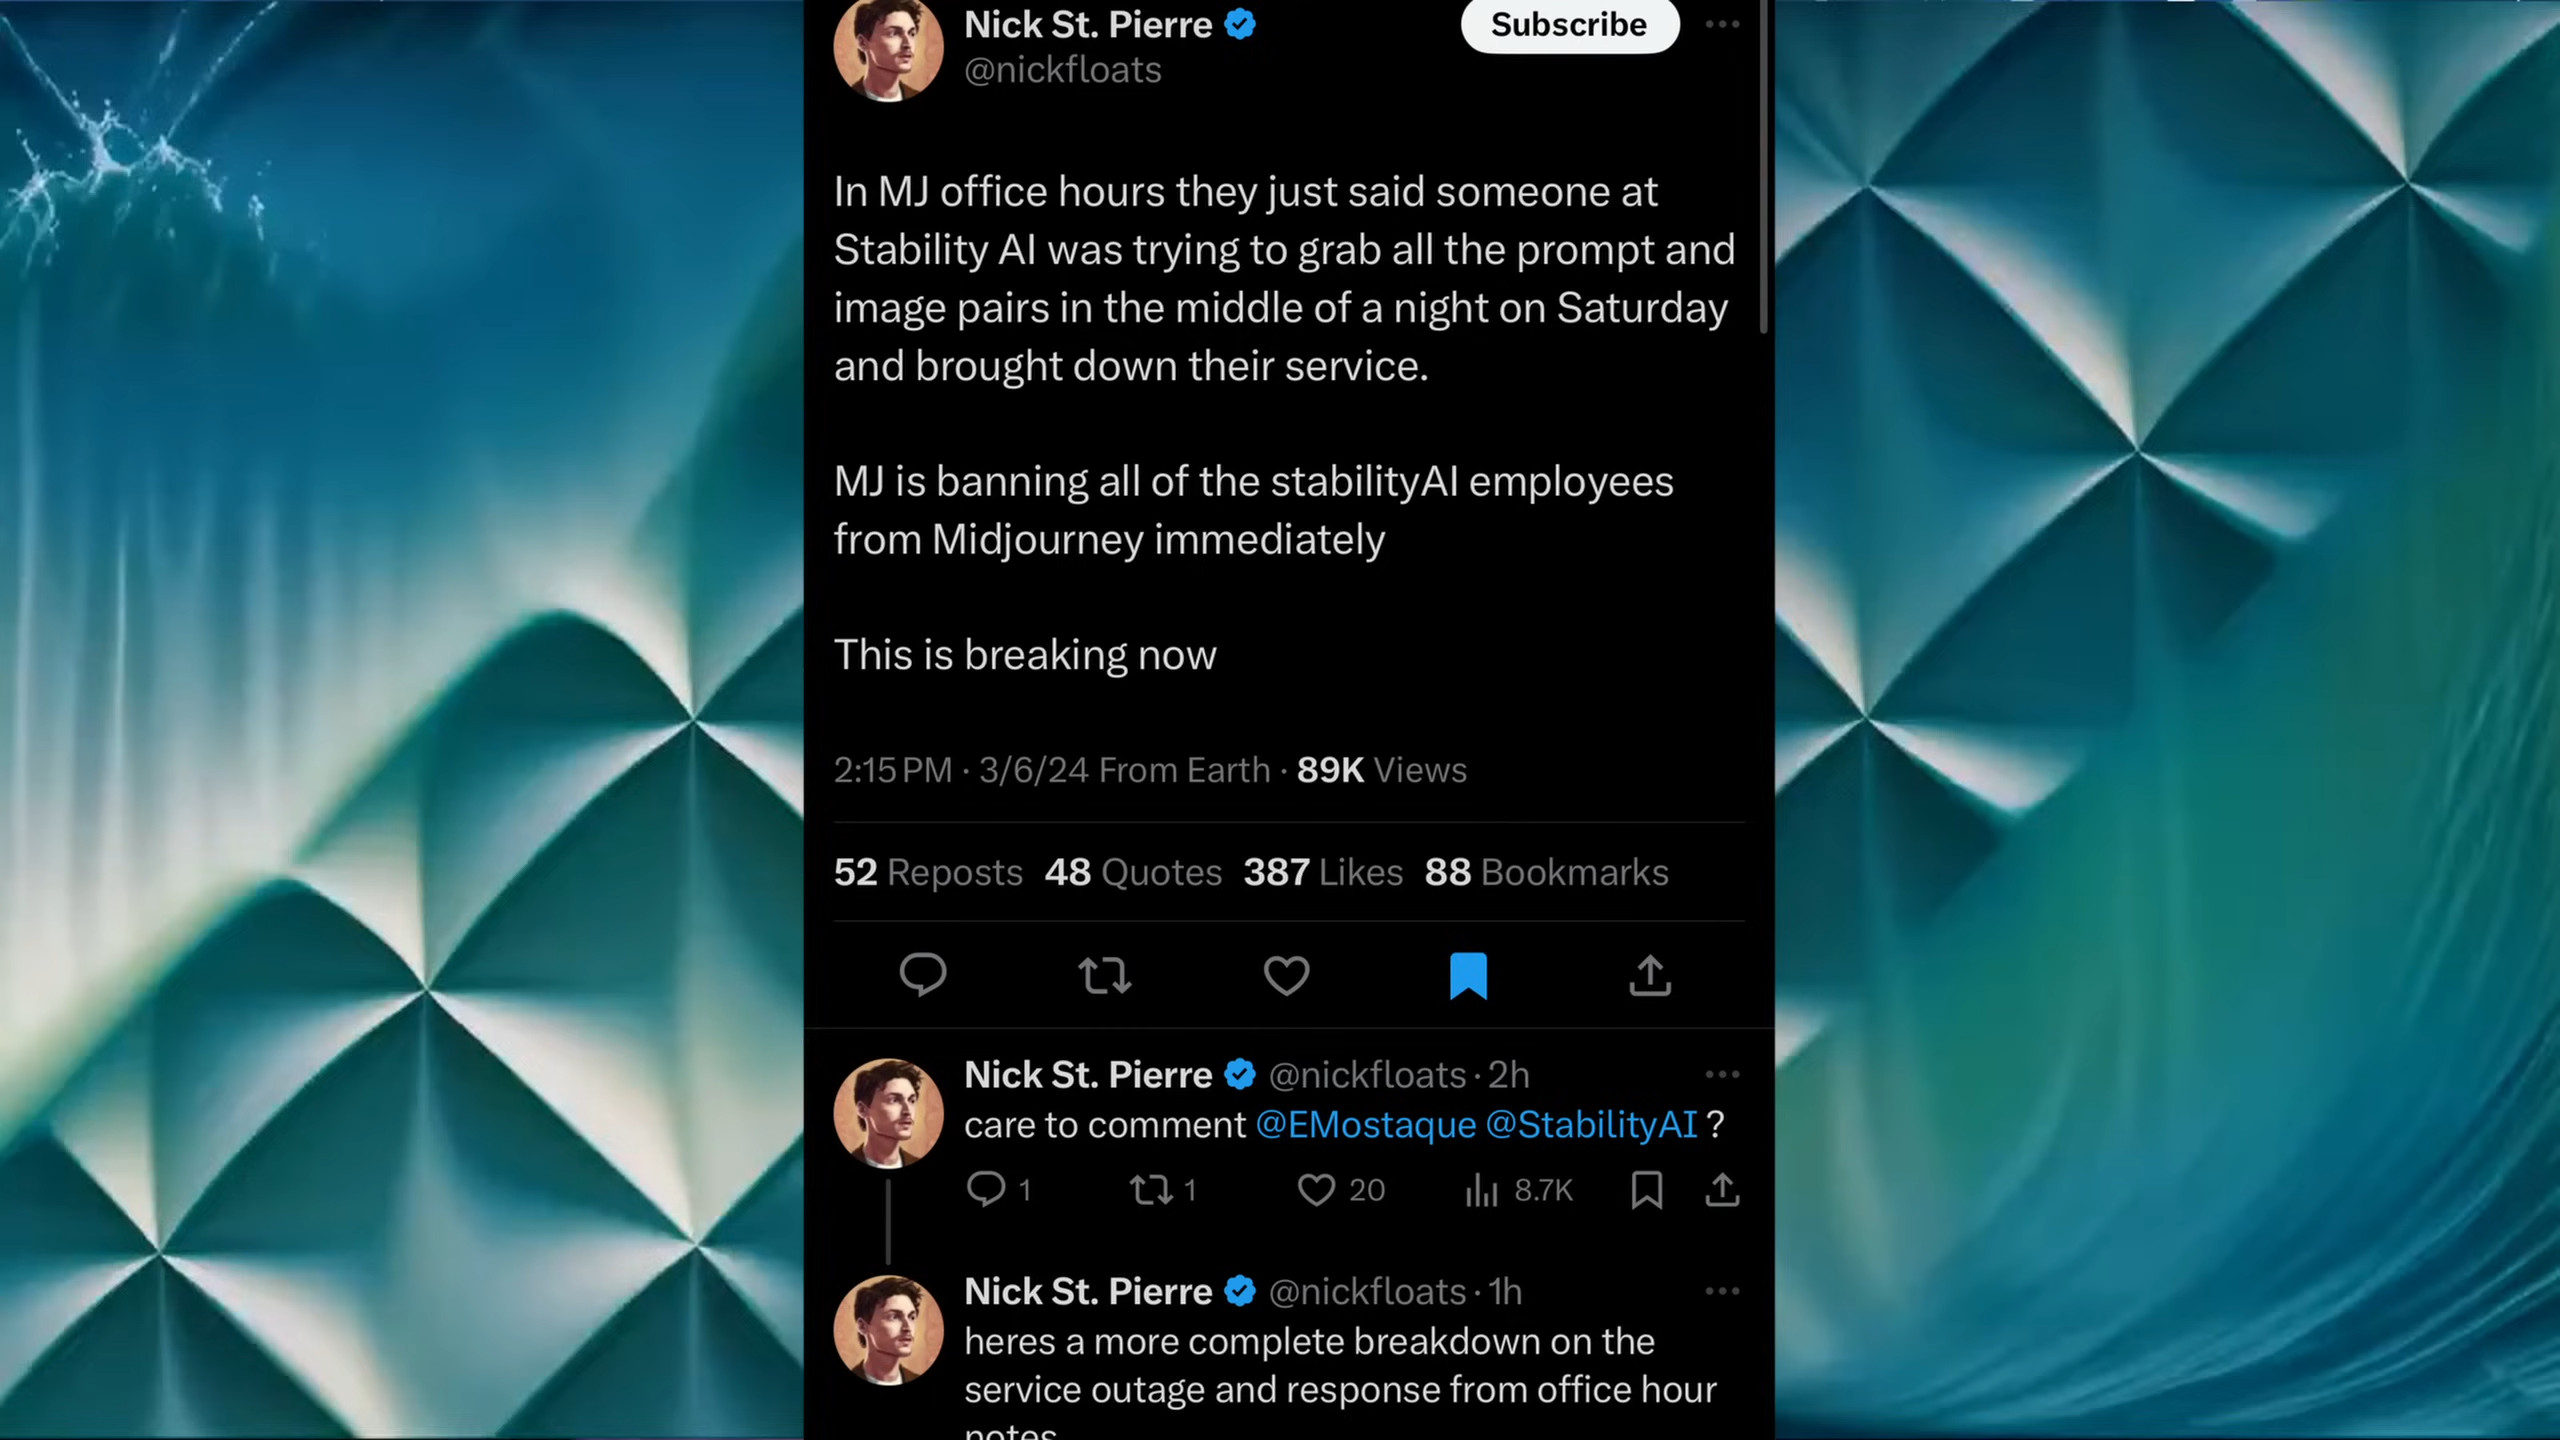 Nick St. Pierre
Subscribe
@nickfloats
In MJ office hours they just said someone at
Stability AI was trying to grab all the prompt and
image pairs in the middle of a night on Saturday
and brought down their service.
MJ is banning all of the stabilityAI employees
from Midjourney immediately
This is breaking now
2:15 PM · 3/6/24 From Earth · 89K Views
52 Reposts 48 Quotes 387 Likes 88 Bookmarks
Nick St. Pierre @nickfloats · 2h
care to comment @EMostaque @StabilityAI ?
1 1 20 8.7K
Nick St. Pierre @nickfloats · 1h
heres a more complete breakdown on the
service outage and response from office hour
notes